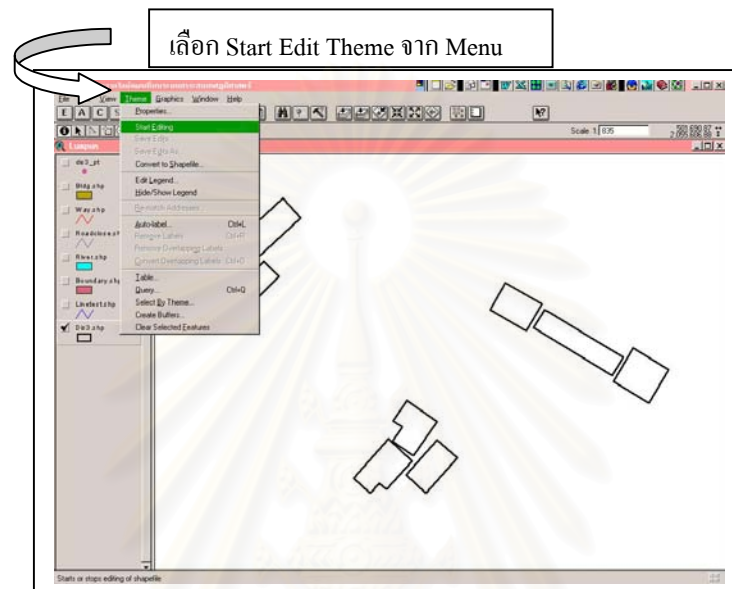 เลือก Start Edit Theme จาก Menu
View Theme Graphics Window Help
Scale 1: 835
Lumpun
Properties...
Start Editing
Save Edits
Save Edits As
Convert to Shapefile...
Edit Legend...
Hide/Show Legend
Re-match Addresses
Auto-label... Ctrl+L
Remove Labels Ctrl+R
Remove Overlapping Labels
Convert Overlapping Labels Ctrl+O
Table...
Query... Ctrl+Q
Select By Theme...
Create Buffers...
Clear Selected Features
Bldg.shp
Way.shp
River.shp
Boundary.shp
Linetest.shp
Starts or stops editing of shapefile